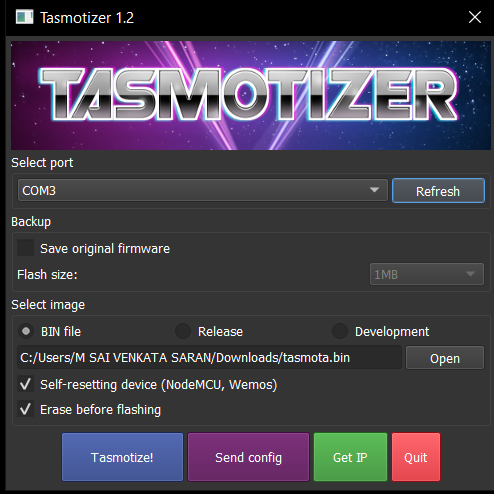 Tasmotizer 1.2
TASMOTIZER
Select port
COM3
Refresh
Backup
Save original firmware
Flash size:
1MB
Select image
BIN file
Release
Development
C:/Users/M SAI VENKATA SARAN/Downloads/tasmota.bin
Open
Self-resetting device (NodeMCU, Wemos)
Erase before flashing
Tasmotize!
Send config
Get IP
Quit